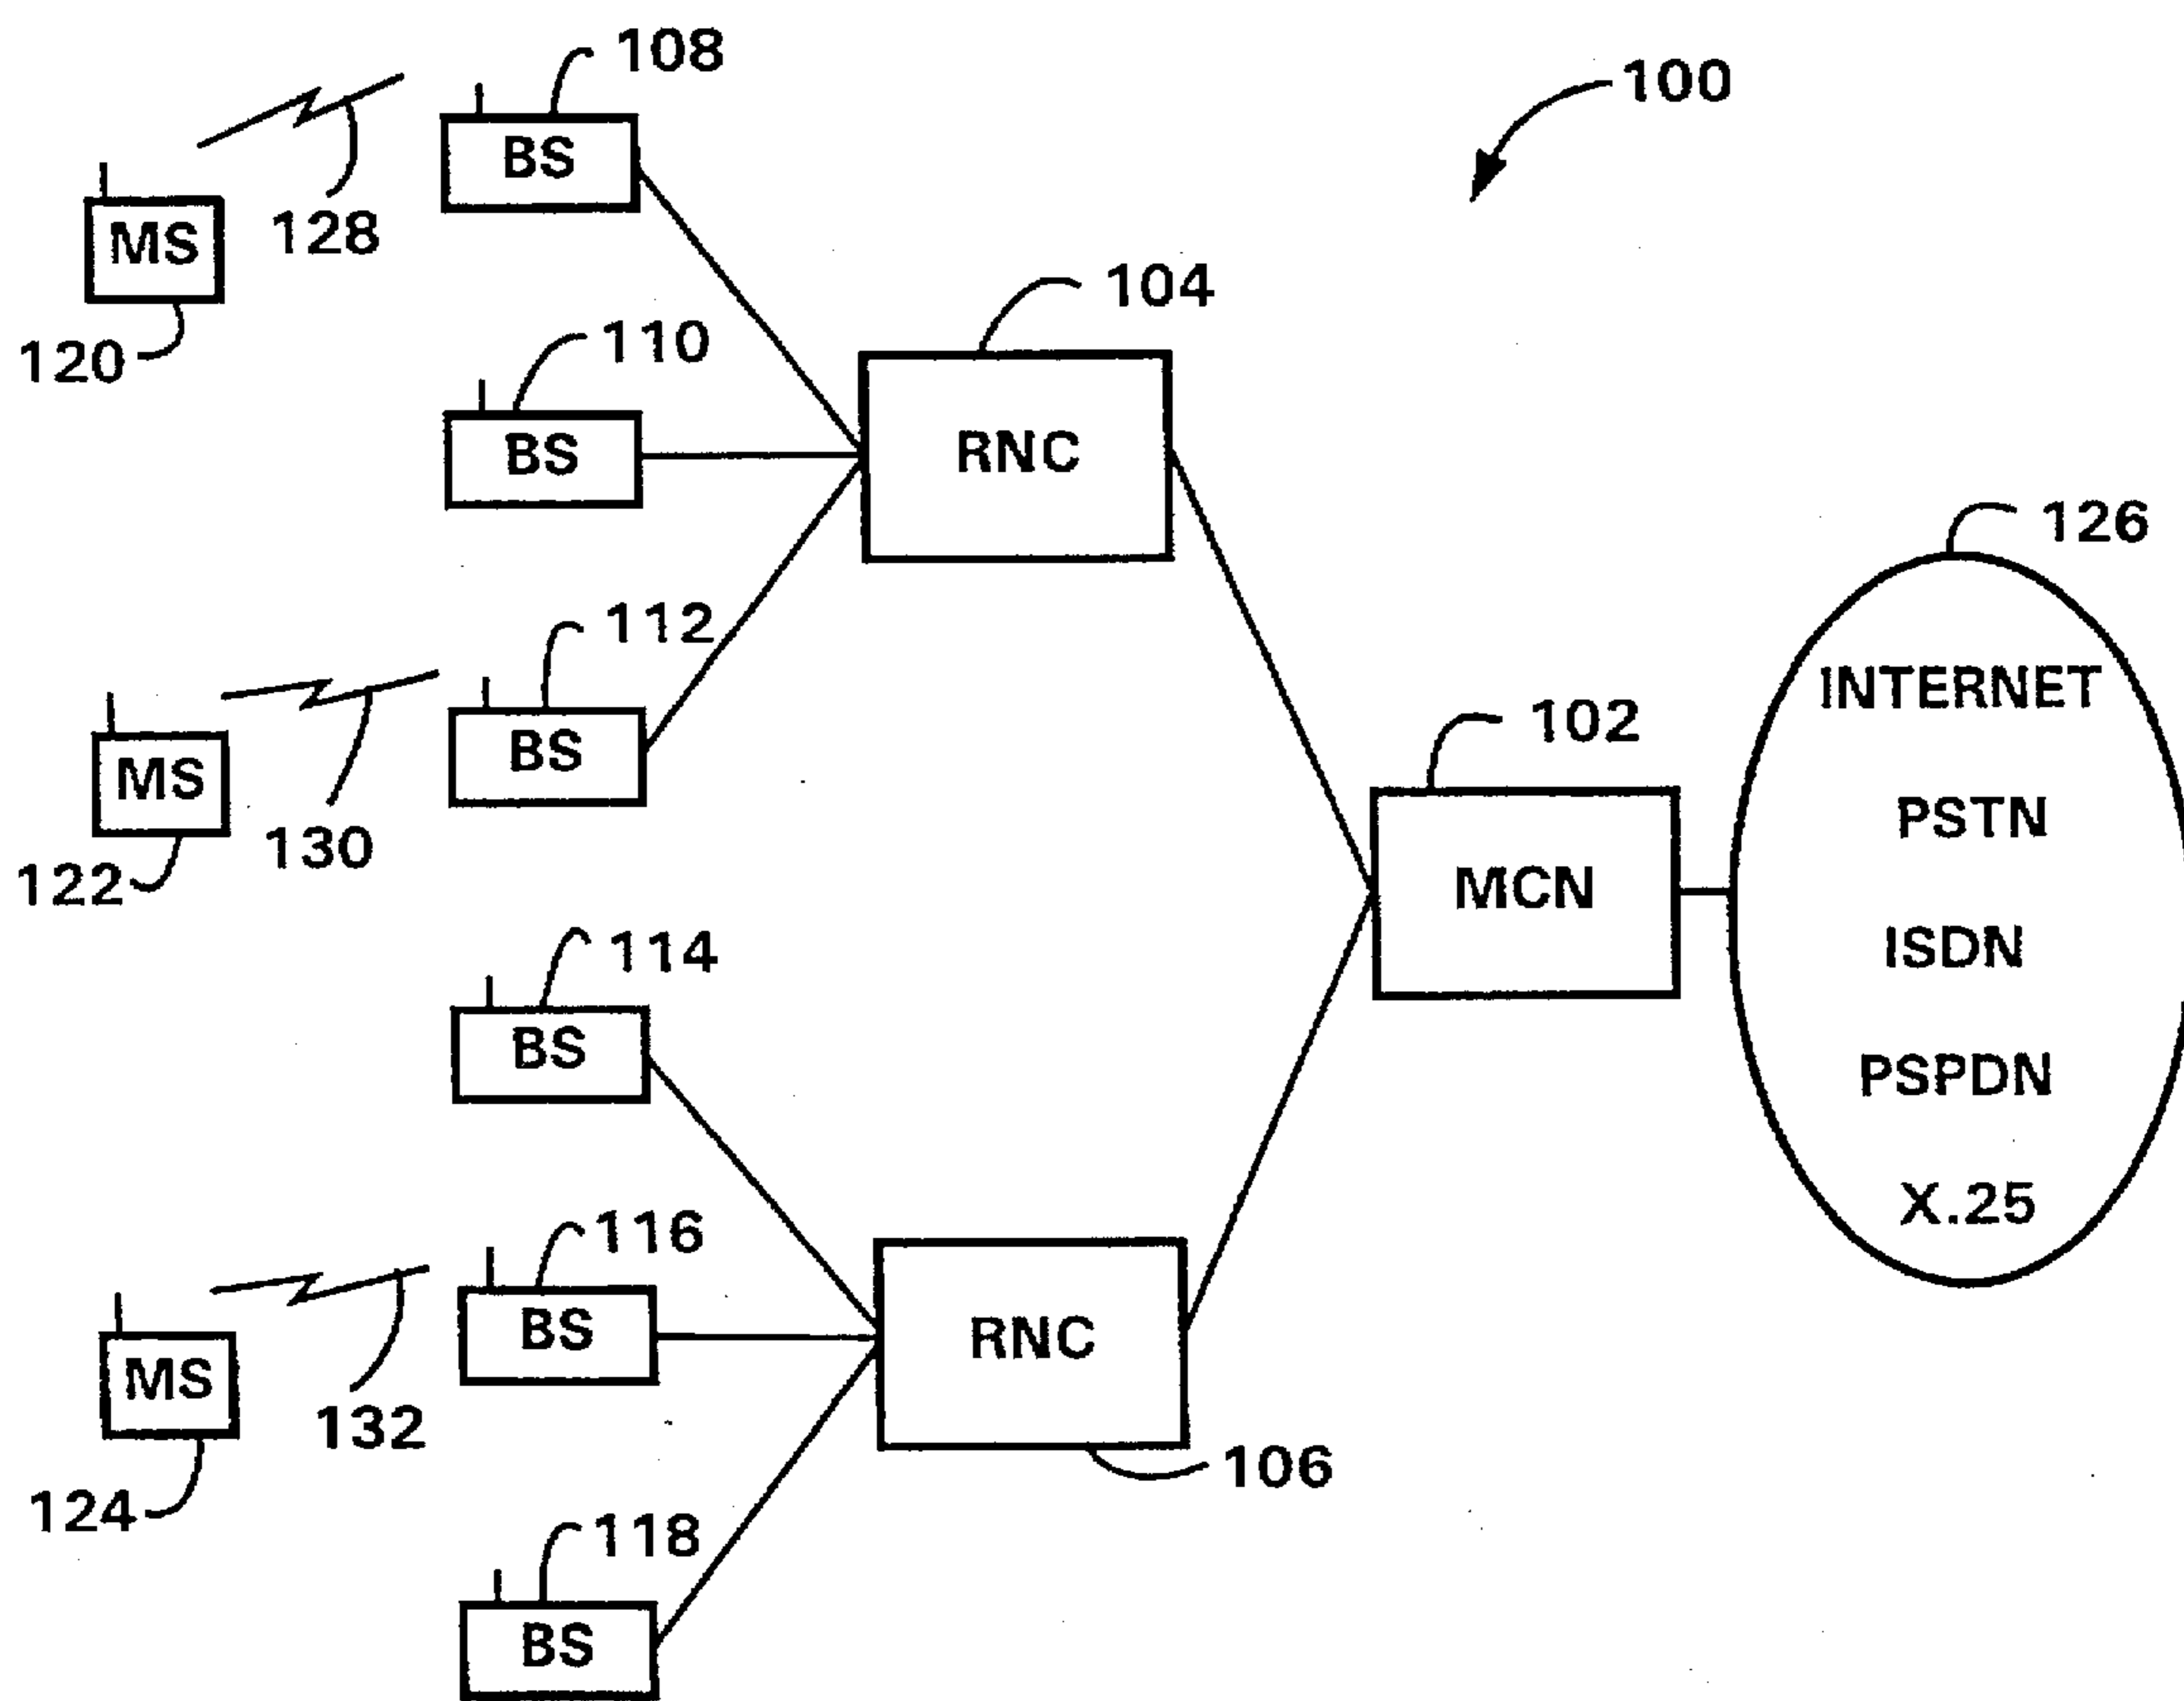 108
100
BS
128
MS
104
110
120
BS
RNC
126
112
INTERNET
102
BS
MS
PSTN
130
122
MCN
114
ISDN
BS
PSPDN
116
X.25
BS
RNC
MS
132
106
124
118
BS